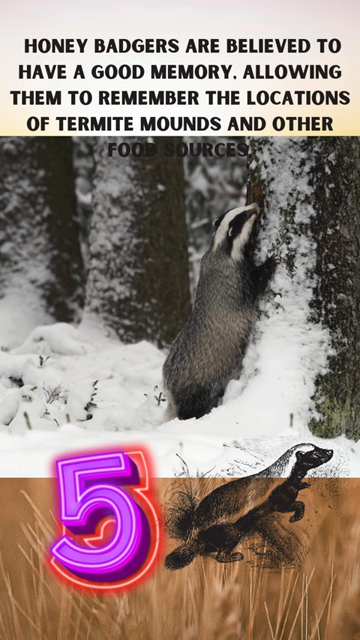 HONEY BADGERS ARE BELIEVED TO
HAVE A GOOD MEMORY, ALLOWING
THEM TO REMEMBER THE LOCATIONS
OF TERMITE MOUNDS AND OTHER
FOOD SOURCES.
5